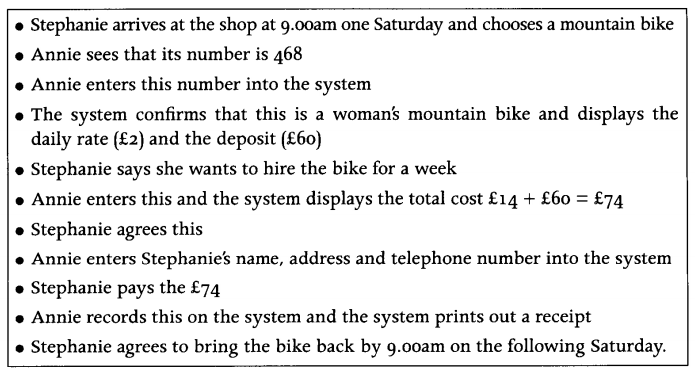 • Stephanie arrives at the shop at 9.00am one Saturday and chooses a mountain bike
• Annie sees that its number is 468
• Annie enters this number into the system
• The system confirms that this is a woman's mountain bike and displays the
daily rate (£2) and the deposit (£60)
• Stephanie says she wants to hire the bike for a week
• Annie enters this and the system displays the total cost £14 + £60 = £74
• Stephanie agrees this
• Annie enters Stephanie's name, address and telephone number into the system
• Stephanie pays the £74
• Annie records this on the system and the system prints out a receipt
• Stephanie agrees to bring the bike back by 9.00am on the following Saturday.